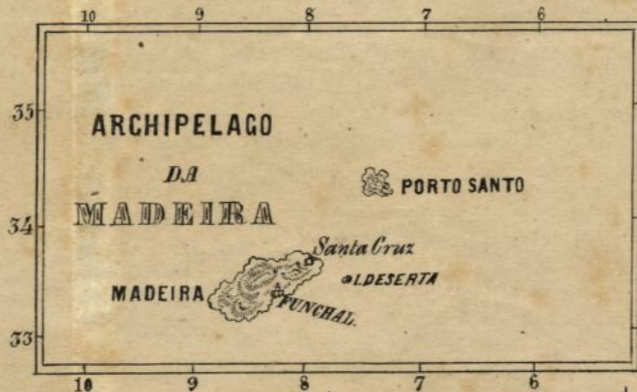 10 9 8 7 6
35
ARCHIPELAGO
DA
PORTO SANTO
MADEIRA
34
Santa Cruz
I.DESERTA
MADEIRA
FUNCHAL.
33
10 9 8 7 6